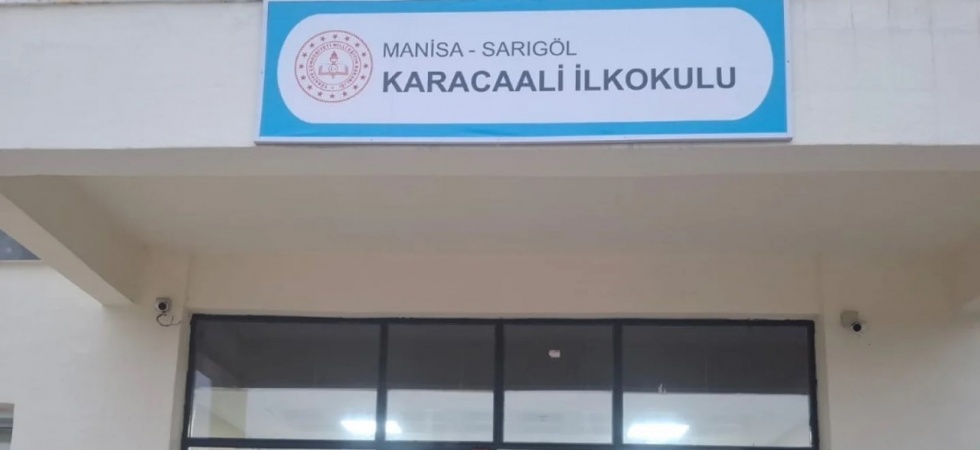 MANİSA - SARIGÖL
KARACAALİ İLKOKULU